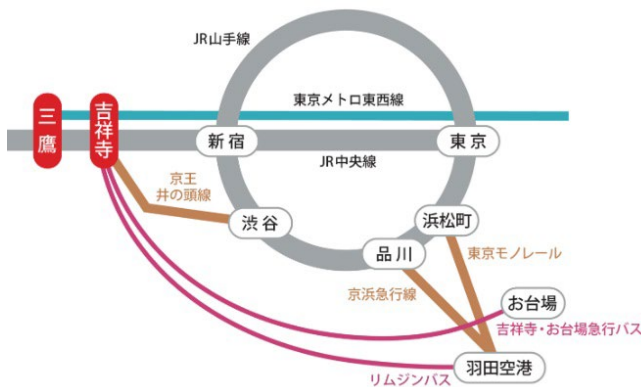 JR山手線
東京メトロ東西線
三鷹
吉祥寺
新宿
東京
JR中央線
京王
井の頭線
渋谷
浜松町
品川
東京モノレール
京浜急行線
お台場
吉祥寺・お台場急行バス
リムジンバス
羽田空港